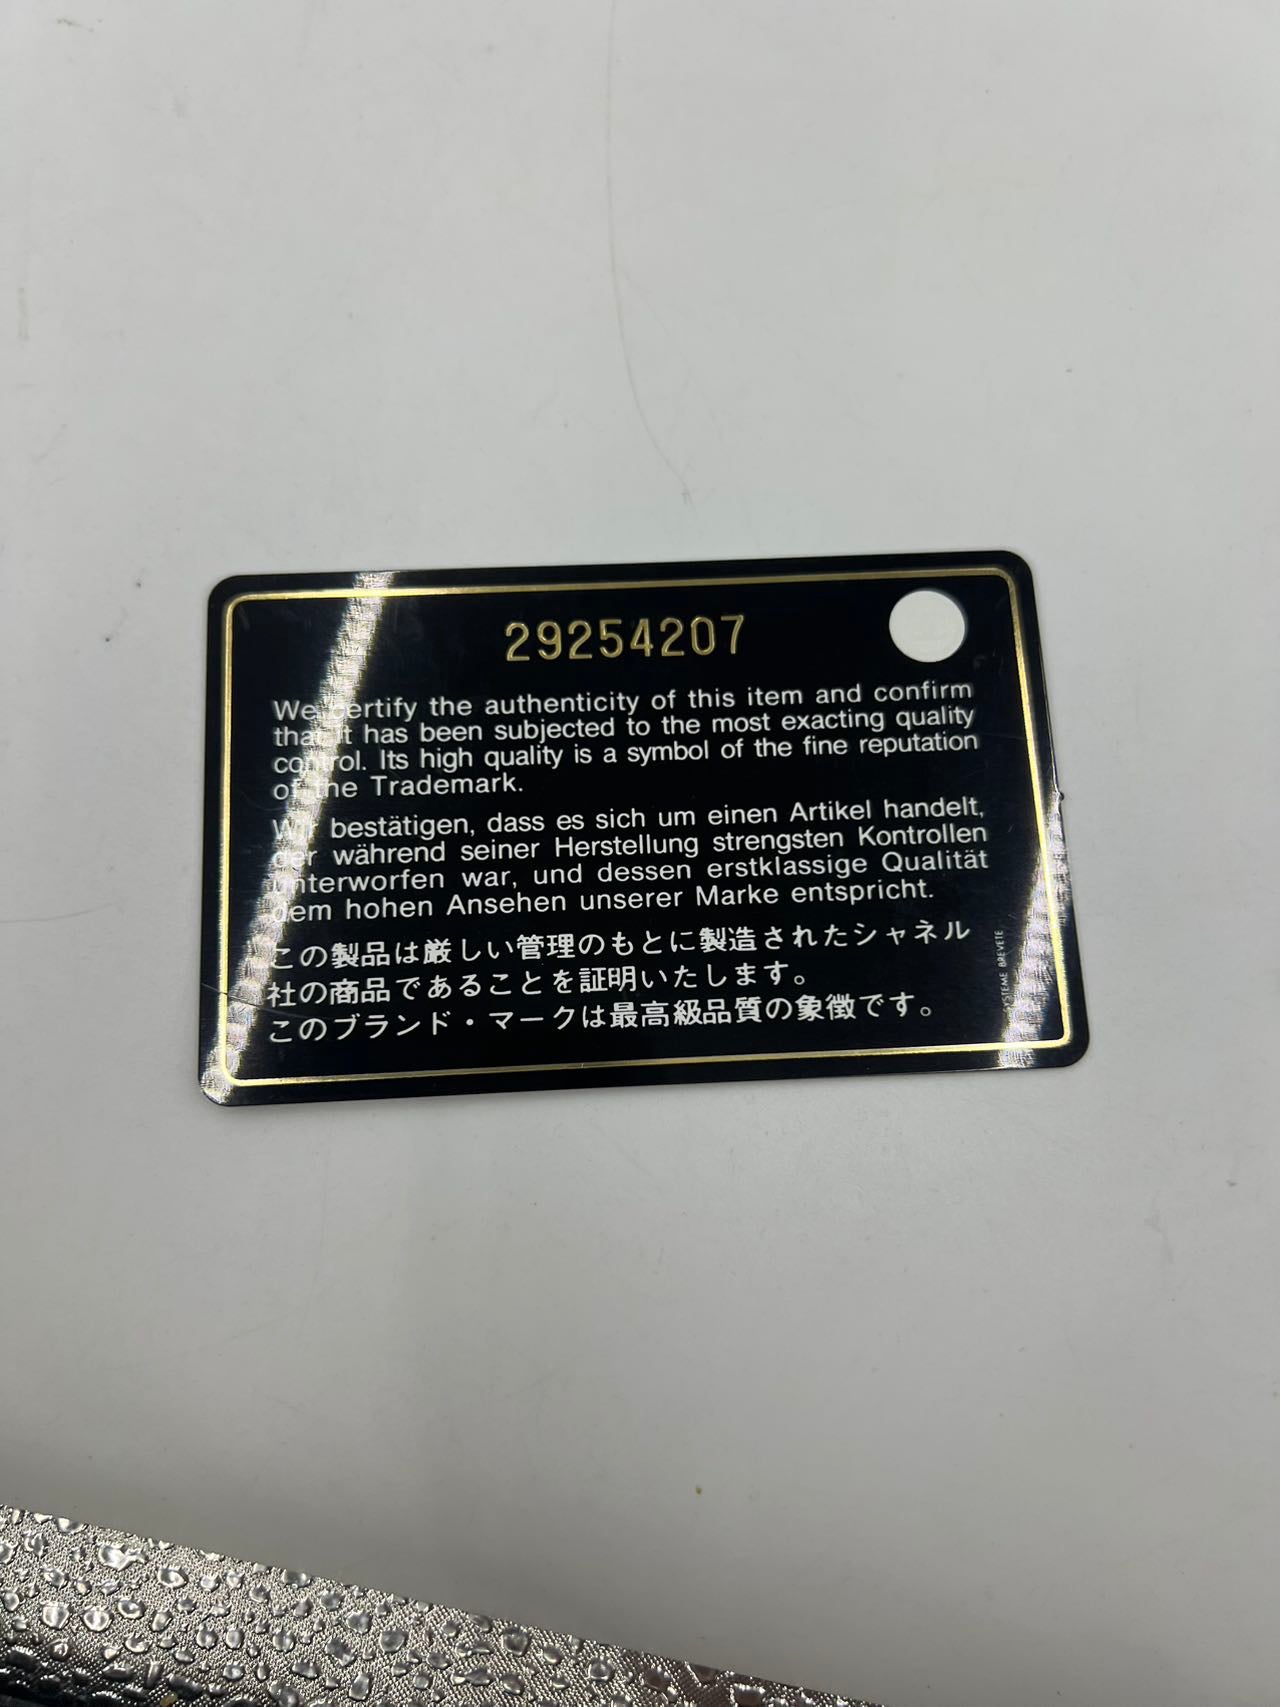 29254207
We certify the authenticity of this item and confirm
that it has been subjected to the most exacting quality
control. Its high quality is a symbol of the fine reputation
of the Trademark.
Wir bestätigen, dass es sich um einen Artikel handelt,
der während seiner Herstellung strengsten Kontrollen
unterworfen war, und dessen erstklassige Qualität
dem hohen Ansehen unserer Marke entspricht.
この製品は厳しい管理のもとに製造されたシャネル
社の商品であることを証明いたします。
このブランド・マークは最高級品質の象徴です。
SYSTEME BREVETE